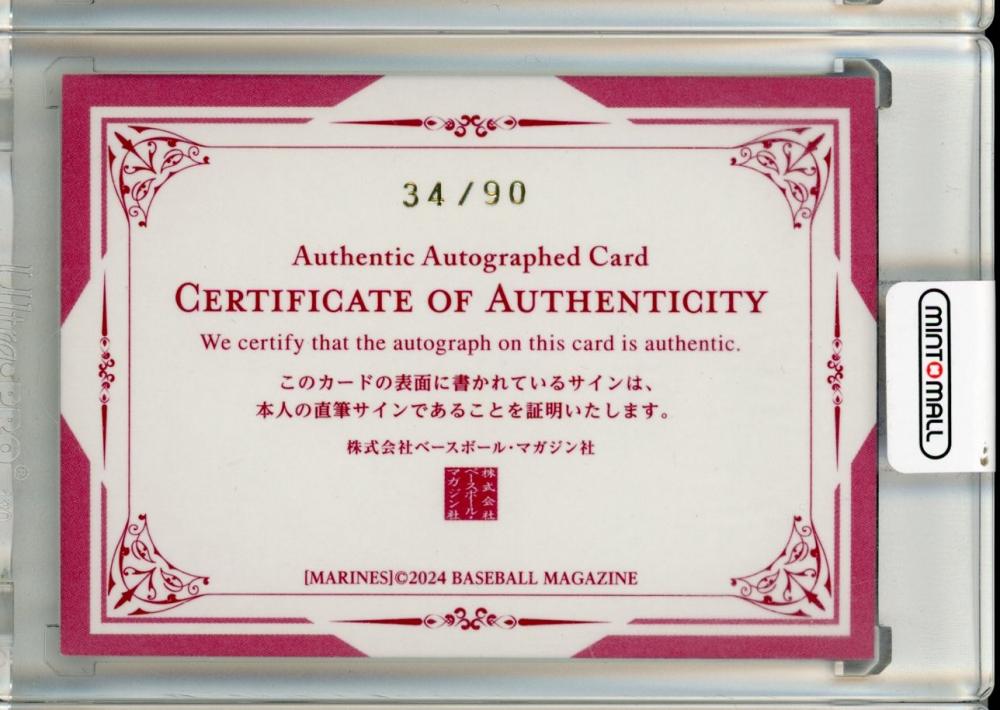 34/90
Authentic Autographed Card
CERTIFICATE OF AUTHENTICITY
We certify that the autograph on this card is authentic.
このカードの表面に書かれているサインは、
本人の直筆サインであることを証明いたします。
株式会社ベースボール・マガジン社
株式会社
ベースボール・
マガジン社
[MARINES]©2024 BASEBALL MAGAZINE
MINTOMALL